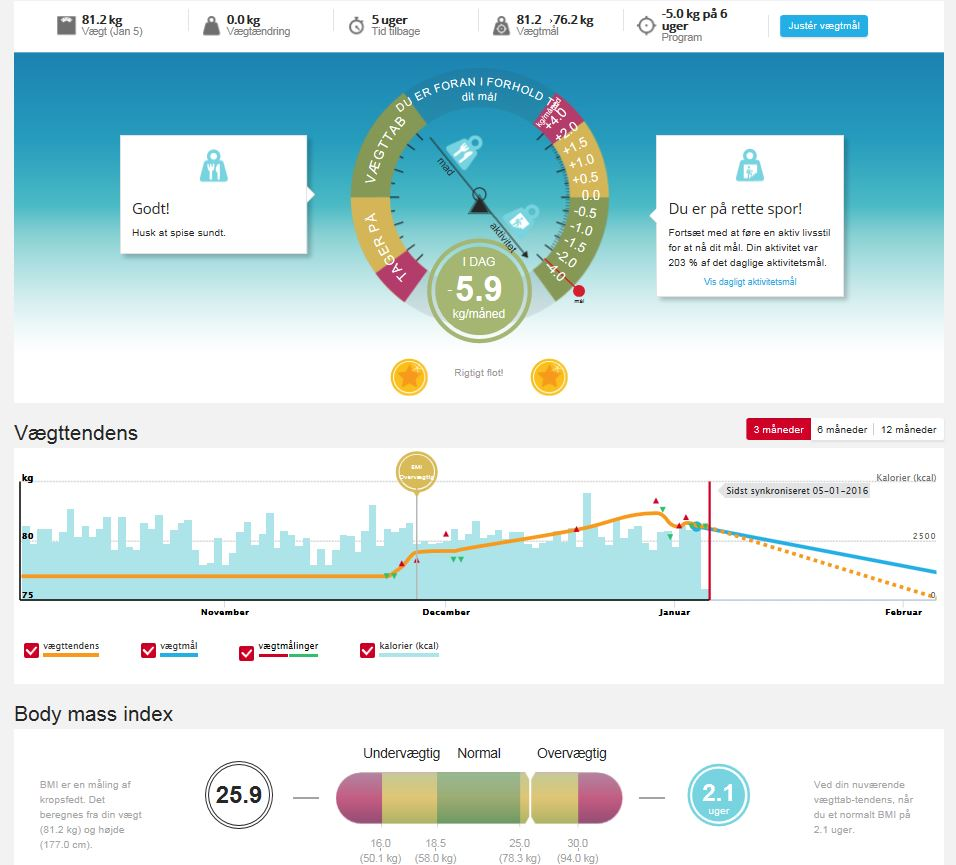 81.2 kg
Vægt (Jan 5)
0.0 kg
Vægtændring
5 uger
Tid tilbage
81.2 ›76.2 kg
Vægtmål
-5.0 kg på 6
uger
Program
Justér vægtmål
DU ER FORAN I FORHOLD TIL
dit mål
VÆGTTAB
TAGER PÅ
kg/måned
+4.0
+2.0
+1.5
+1.0
+0.5
0.0
-0.5
-1.0
-1.5
-2.0
-4.0
mål
mad
aktivitet
I DAG
-5.9
kg/måned
Godt!
Husk at spise sundt.
Du er på rette spor!
Fortsæt med at føre en aktiv livsstil
for at nå dit mål. Din aktivitet var
203 % af det daglige aktivitetsmål.
Vis dagligt aktivitetsmål
Rigtigt flot!
Vægttendens
3 måneder
6 måneder
12 måneder
kg
BMI
Overvægtig
Kalorier (kcal)
Sidst synkroniseret 05-01-2016
80
2500
75
0
November
December
Januar
Februar
vægttendens
vægtmål
vægtmålinger
kalorier (kcal)
Body mass index
BMI er en måling af
kropsfedt. Det
beregnes fra din vægt
(81.2 kg) og højde
(177.0 cm).
25.9
Undervægtig
Normal
Overvægtig
16.0
(50.1 kg)
18.5
(58.0 kg)
25.0
(78.3 kg)
30.0
(94.0 kg)
2.1
uger
Ved din nuværende
vægttab-tendens, når
du et normalt BMI på
2.1 uger.